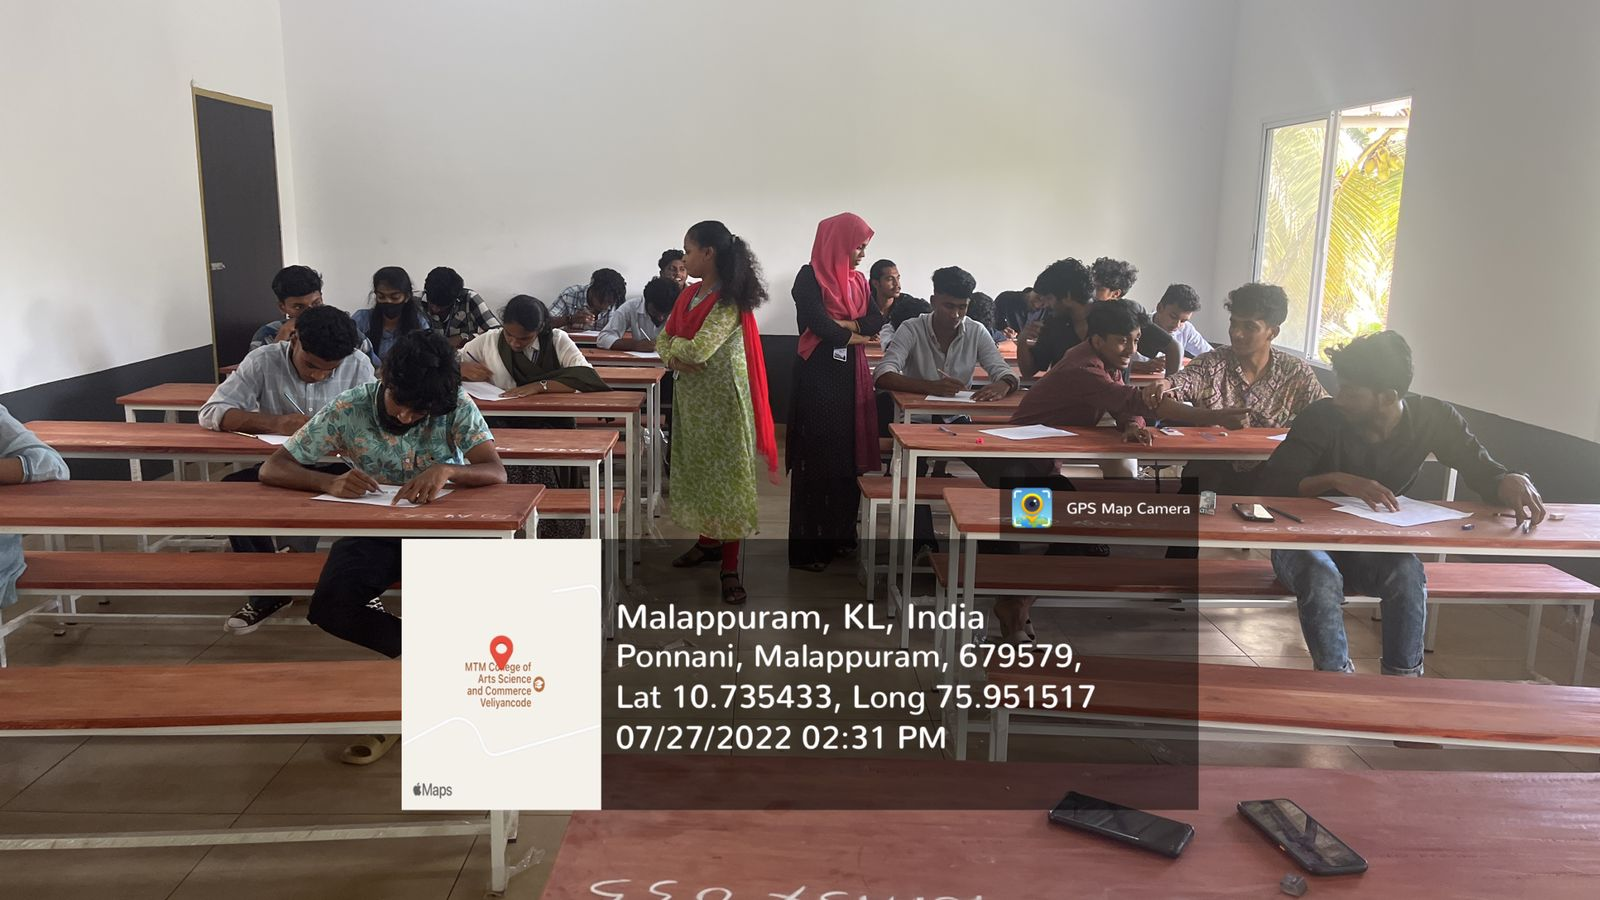 GPS Map Camera
MTM College of
Arts Science
and Commerce
Veliyancode
Maps
Malappuram, KL, India
Ponnani, Malappuram, 679579,
Lat 10.735433, Long 75.951517
07/27/2022 02:31 PM